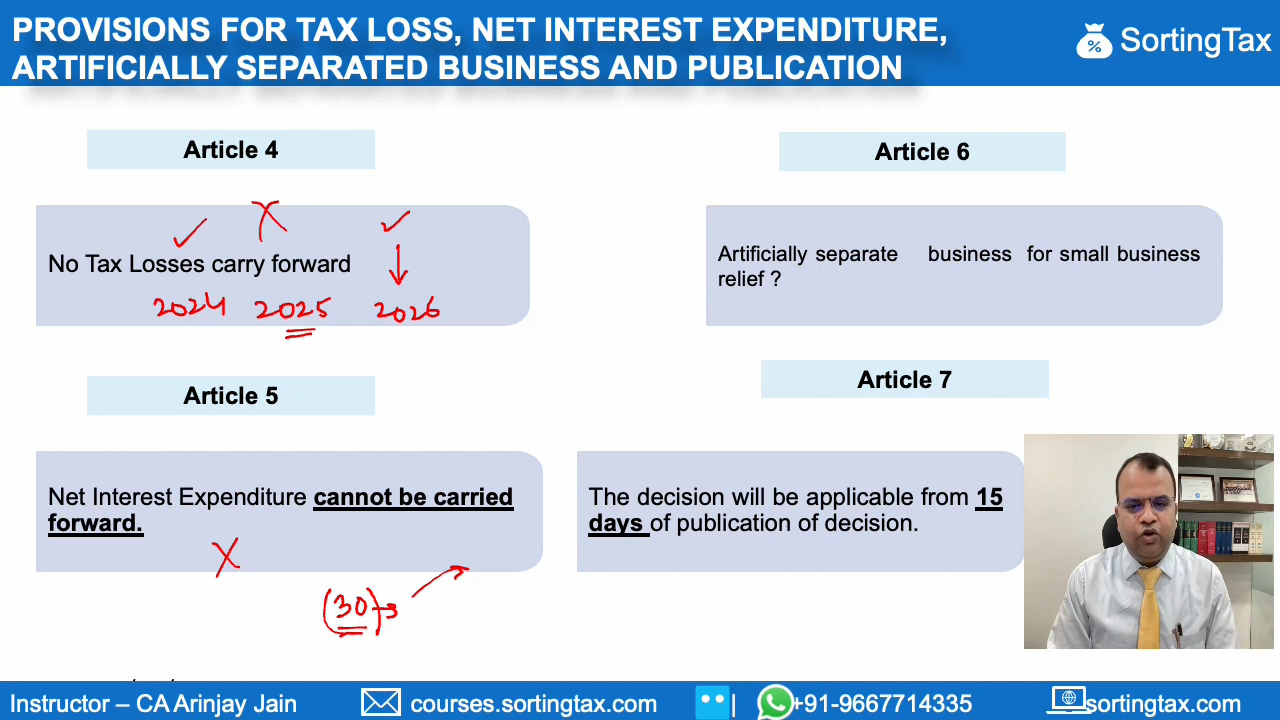 PROVISIONS FOR TAX LOSS, NET INTEREST EXPENDITURE,
ARTIFICIALLY SEPARATED BUSINESS AND PUBLICATION
% SortingTax
Article 4
No Tax Losses carry forward
2024 2025 2026
Article 5
Net Interest Expenditure cannot be carried
forward.
(30)
Article 6
Artificially separate business for small business
relief ?
Article 7
The decision will be applicable from 15
days of publication of decision.
Instructor – CA Arinjay Jain
courses.sortingtax.com
| +91-9667714335
sortingtax.com